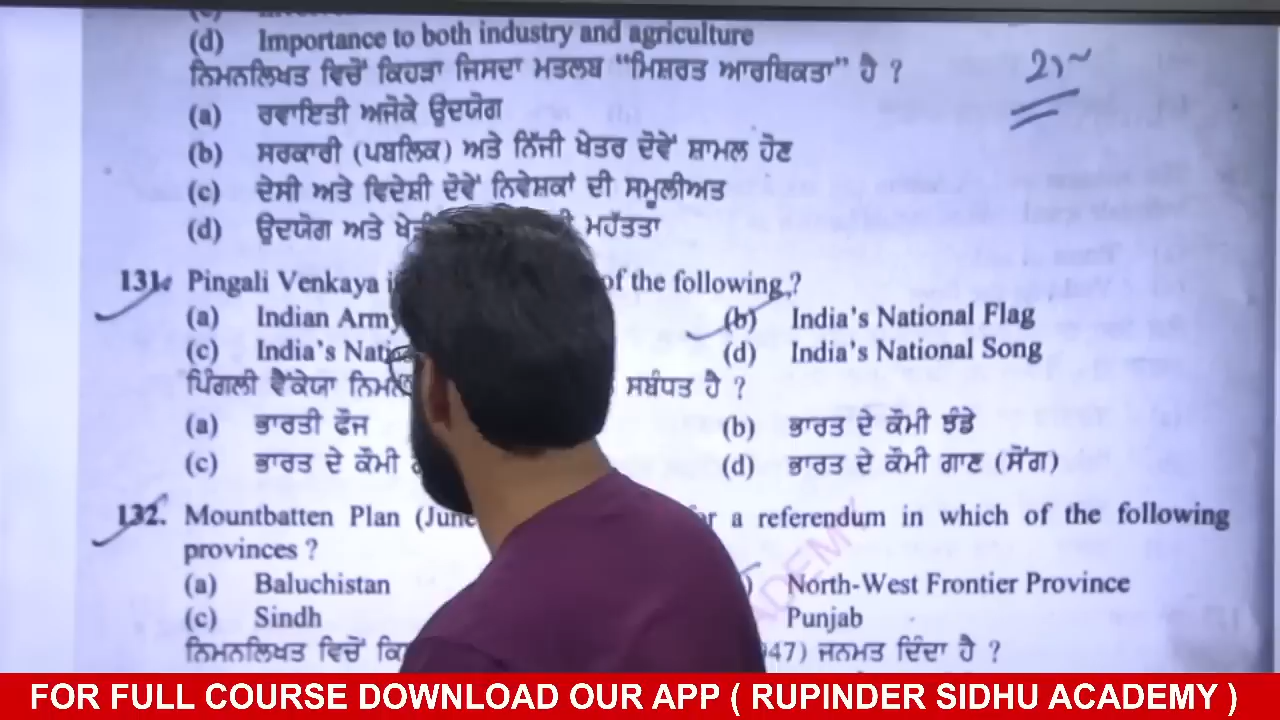 (d) Importance to both industry and agriculture
ਨਿਮਨਲਿਖਤ ਵਿਚੋਂ ਕਿਹੜਾ ਜਿਸਦਾ ਮਤਲਬ “ਮਿਸ਼ਰਤ ਆਰਥਿਕਤਾ” ਹੈ ?
(a) ਰਵਾਇਤੀ ਅਜੋਕੇ ਉਦਯੋਗ
(b) ਸਰਕਾਰੀ (ਪਬਲਿਕ) ਅਤੇ ਨਿੱਜੀ ਖੇਤਰ ਦੋਵੇਂ ਸ਼ਾਮਲ ਹੋਣ
(c) ਦੇਸੀ ਅਤੇ ਵਿਦੇਸ਼ੀ ਦੋਵੇਂ ਨਿਵੇਸ਼ਕਾਂ ਦੀ ਸਮੂਲੀਅਤ
(d) ਉਦਯੋਗ ਅਤੇ ਮਹੱਤਤਾ
131. Pingali Venkaya of the following ?
(a) Indian Army (b) India's National Flag
(c) India's (d) India's National Song
ਪਿੰਗਲੀ ਵੈਂਕੇਯਾ ਸਬੰਧਤ ਹੈ ?
(a) ਭਾਰਤੀ ਫੌਜ (b) ਭਾਰਤ ਦੇ ਕੌਮੀ ਝੰਡੇ
(c) ਭਾਰਤ ਦੇ ਕੌਮੀ (d) ਭਾਰਤ ਦੇ ਕੌਮੀ ਗਾਣ (ਸੌਂਗ)
132. Mountbatten Plan (June a referendum in which of the following
provinces ?
(a) Baluchistan North-West Frontier Province
(c) Sindh Punjab
ਨਿਮਨਲਿਖਤ ਵਿਚੋਂ 947) ਜਨਮਤ ਦਿੰਦਾ ਹੈ ?
FOR FULL COURSE DOWNLOAD OUR APP ( RUPINDER SIDHU ACADEMY )